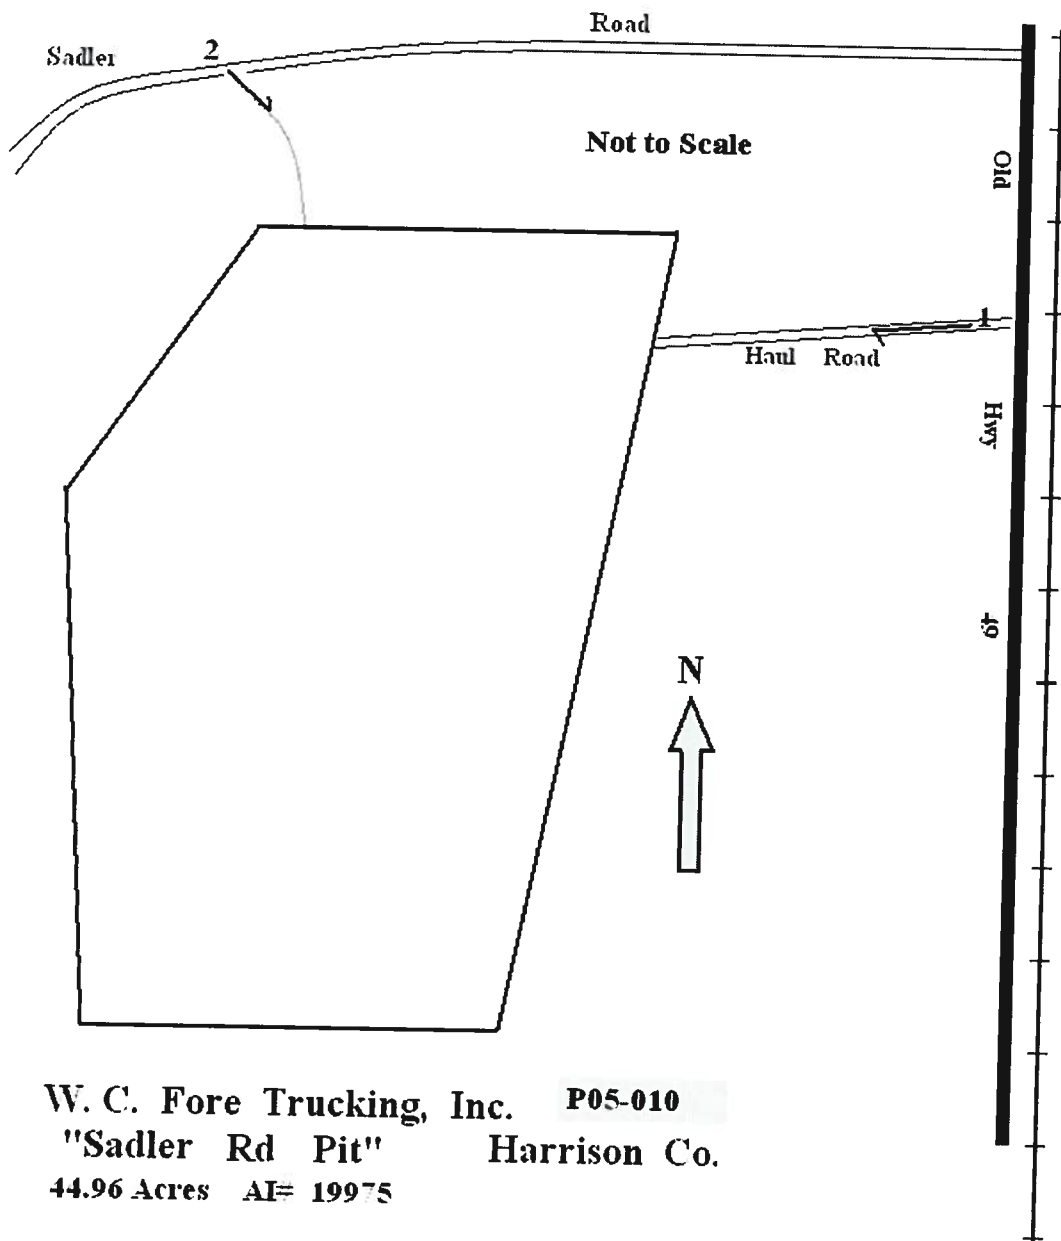 Road
Sadler
2
Not to Scale
Old
1
Haul Road
Hwy
49
N
W. C. Fore Trucking, Inc. P05-010
"Sadler Rd Pit" Harrison Co.
44.96 Acres AI= 19975